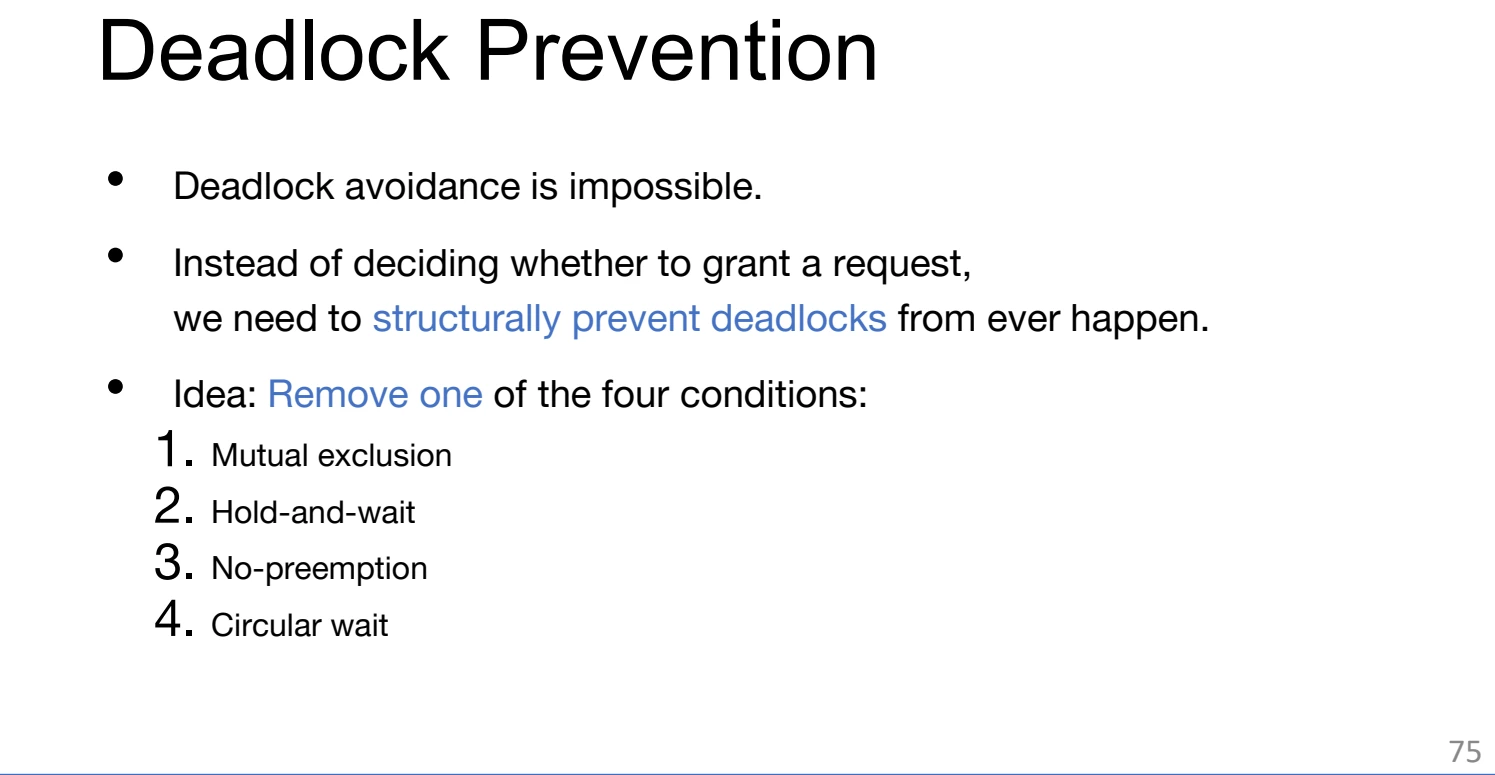 Deadlock Prevention
• Deadlock avoidance is impossible.
• Instead of deciding whether to grant a request,
we need to structurally prevent deadlocks from ever happen.
• Idea: Remove one of the four conditions:
1. Mutual exclusion
2. Hold-and-wait
3. No-preemption
4. Circular wait
75